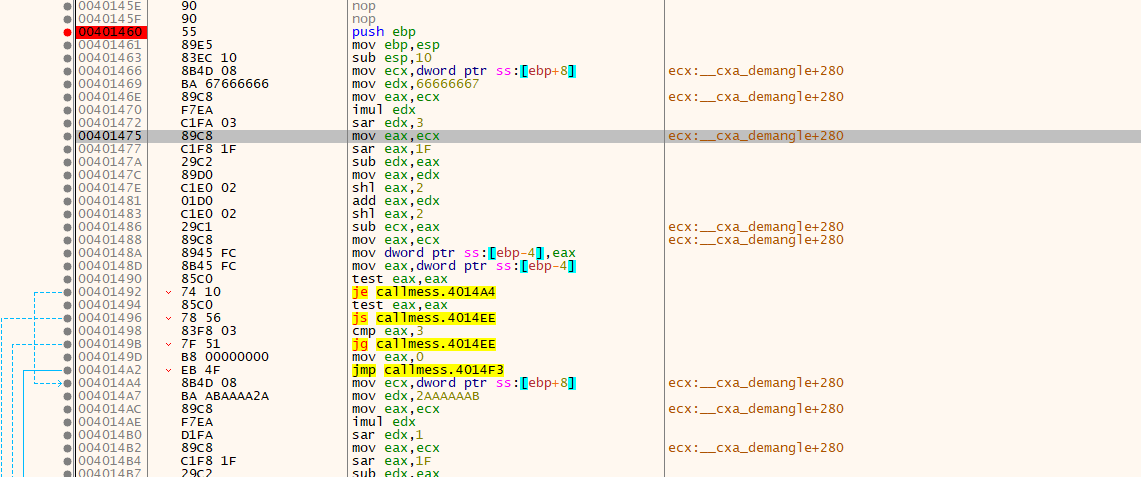 0040145E 90 nop
0040145F 90 nop
00401460 55 push ebp
00401461 89E5 mov ebp,esp
00401463 83EC 10 sub esp,10
00401466 8B4D 08 mov ecx,dword ptr ss:[ebp+8] ecx:__cxa_demangle+280
00401469 BA 67666666 mov edx,66666667
0040146E 89C8 mov eax,ecx ecx:__cxa_demangle+280
00401470 F7EA imul edx
00401472 C1FA 03 sar edx,3
00401475 89C8 mov eax,ecx ecx:__cxa_demangle+280
00401477 C1F8 1F sar eax,1F
0040147A 29C2 sub edx,eax
0040147C 89D0 mov eax,edx
0040147E C1E0 02 shl eax,2
00401481 01D0 add eax,edx
00401483 C1E0 02 shl eax,2
00401486 29C1 sub ecx,eax ecx:__cxa_demangle+280
00401488 89C8 mov eax,ecx ecx:__cxa_demangle+280
0040148A 8945 FC mov dword ptr ss:[ebp-4],eax
0040148D 8B45 FC mov eax,dword ptr ss:[ebp-4]
00401490 85C0 test eax,eax
00401492 74 10 je callmess.4014A4
00401494 85C0 test eax,eax
00401496 78 56 js callmess.4014EE
00401498 83F8 03 cmp eax,3
0040149B 7F 51 jg callmess.4014EE
0040149D B8 00000000 mov eax,0
004014A2 EB 4F jmp callmess.4014F3
004014A4 8B4D 08 mov ecx,dword ptr ss:[ebp+8] ecx:__cxa_demangle+280
004014A7 BA ABAAAA2A mov edx,2AAAAAAB
004014AC 89C8 mov eax,ecx ecx:__cxa_demangle+280
004014AE F7EA imul edx
004014B0 D1FA sar edx,1
004014B2 89C8 mov eax,ecx ecx:__cxa_demangle+280
004014B4 C1F8 1F sar eax,1F
004014B7 29C2 sub edx,eax